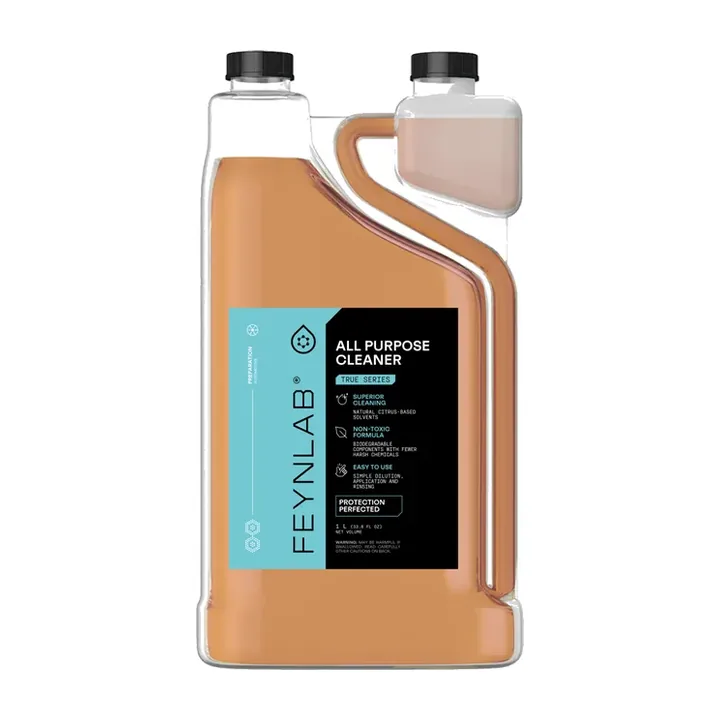 PREPARATION
FEYNLAB®
ALL PURPOSE
CLEANER
TRUE SERIES
SUPERIOR
CLEANING
NATURAL CITRUS-BASED
SOLVENTS
NON-TOXIC
FORMULA
BIODEGRADABLE
COMPONENTS WITH FEWER
HARSH CHEMICALS
EASY TO USE
SIMPLE DILUTION,
APPLICATION AND
RINSING
PROTECTION
PERFECTED
1 L (33.8 FL OZ)
NET VOLUME
WARNING: MAY BE HARMFUL IF
SWALLOWED. READ CAREFULLY
OTHER CAUTIONS ON BACK.